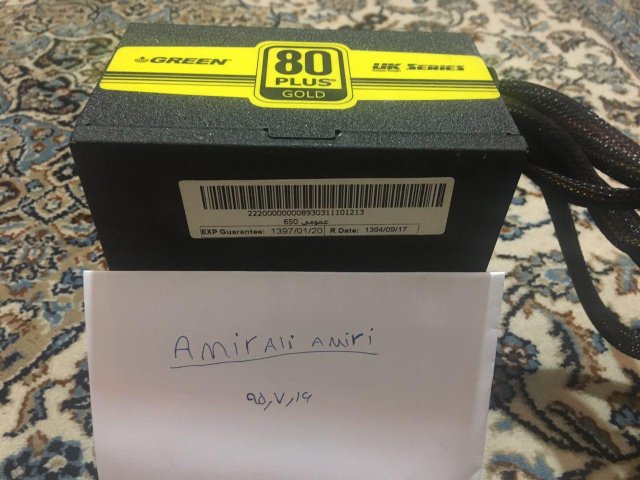 GREEN
80
PLUS®
GOLD
UK SERIES
2220000000008930311101213
650 عمومي
EXP Guarantee: 1397/01/20 R Date: 1394/09/17
AMirAli AMiri
۹۵٫۷٫۱۶